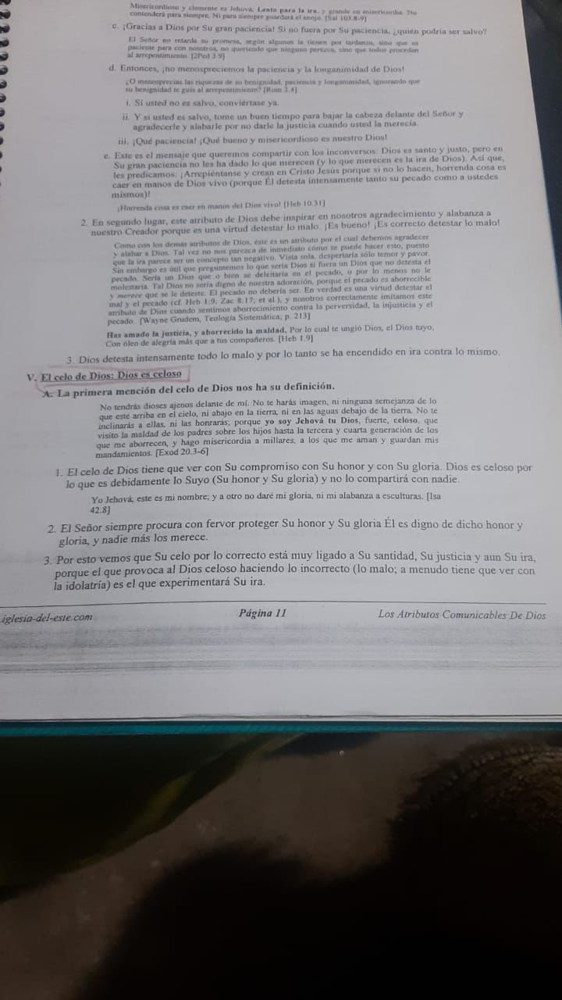 Misericordioso y clemente es Jehová, Lento para la ira, y grande en misericordia. No
contenderá para siempre, Ni para siempre guardará el enojo. [Sal 103.8-9]
c. ¡Gracias a Dios por Su gran paciencia! Si no fuera por Su paciencia, ¿quién podría ser salvo?
El Señor no retarda su promesa, según algunos la tienen por tardanza, sino que es
paciente para con nosotros, no queriendo que ninguno perezca, sino que todos procedan
al arrepentimiento. [2Ped 3.9]
d. Entonces, ¡no menospreciemos la paciencia y la longanimidad de Dios!
¿O menosprecias las riquezas de su benignidad, paciencia y longanimidad, ignorando que
su benignidad te guía al arrepentimiento? [Rom 2.4]
i. Si usted no es salvo, conviértase ya.
ii. Y si usted es salvo, tome un buen tiempo para bajar la cabeza delante del Señor y
agradecerle y alabarle por no darle la justicia cuando usted la merecía.
iii. ¡Qué paciencia! ¡Qué bueno y misericordioso es nuestro Dios!
e. Este es el mensaje que queremos compartir con los inconversos: Dios es santo y justo, pero en
Su gran paciencia no les ha dado lo que merecen (y lo que merecen es la ira de Dios). Así que,
les predicamos: ¡Arrepiéntanse y crean en Cristo Jesús porque si no lo hacen, horrenda cosa es
caer en manos de Dios vivo (porque Él detesta intensamente tanto su pecado como a ustedes
mismos)!
¡Horrenda cosa es caer en manos del Dios vivo! [Heb 10.31]
2. En segundo lugar, este atributo de Dios debe inspirar en nosotros agradecimiento y alabanza a
nuestro Creador porque es una virtud detestar lo malo. ¡Es bueno! ¡Es correcto detestar lo malo!
Como con los demás atributos de Dios, éste es un atributo por el cual debemos agradecer
y alabar a Dios. Tal vez no nos parezca de inmediato cómo se puede hacer esto, puesto
que la ira parece ser un concepto tan negativo. Vista sola, despertaría sólo temor y pavor.
Sin embargo es útil que preguntemos lo que sería Dios si fuera un Dios que no detesta el
pecado. Sería un Dios que o bien se deleitaría en el pecado, o por lo menos no le
molestaría. Tal Dios no sería digno de nuestra adoración, porque el pecado es aborrecible
y merece que se le deteste. El pecado no debería ser. En verdad es una virtud detestar el
mal y el pecado (cf. Heb 1:9; Zac 8:17; et al.), y nosotros correctamente imitamos este
atributo de Dios cuando sentimos aborrecimiento contra la perversidad, la injusticia y el
pecado. [Wayne Grudem, Teología Sistemática; p. 213]
Has amado la justicia, y aborrecido la maldad, Por lo cual te ungió Dios, el Dios tuyo,
Con óleo de alegría más que a tus compañeros. [Heb 1.9]
3. Dios detesta intensamente todo lo malo y por lo tanto se ha encendido en ira contra lo mismo.
V. El celo de Dios: Dios es celoso
A. La primera mención del celo de Dios nos ha su definición.
No tendrás dioses ajenos delante de mí. No te harás imagen, ni ninguna semejanza de lo
que esté arriba en el cielo, ni abajo en la tierra, ni en las aguas debajo de la tierra. No te
inclinarás a ellas, ni las honrarás; porque yo soy Jehová tu Dios, fuerte, celoso, que
visito la maldad de los padres sobre los hijos hasta la tercera y cuarta generación de los
que me aborrecen, y hago misericordia a millares, a los que me aman y guardan mis
mandamientos. [Exod 20.3-6]
1. El celo de Dios tiene que ver con Su compromiso con Su honor y con Su gloria. Dios es celoso por
lo que es debidamente lo Suyo (Su honor y Su gloria) y no lo compartirá con nadie.
Yo Jehová; este es mi nombre; y a otro no daré mi gloria, ni mi alabanza a esculturas. [Isa
42.8]
2. El Señor siempre procura con fervor proteger Su honor y Su gloria Él es digno de dicho honor y
gloria, y nadie más los merece.
3. Por esto vemos que Su celo por lo correcto está muy ligado a Su santidad, Su justicia y aun Su ira,
porque el que provoca al Dios celoso haciendo lo incorrecto (lo malo; a menudo tiene que ver con
la idolatría) es el que experimentará Su ira.
.iglesia-del-este.com Página 11 Los Atributos Comunicables De Dios